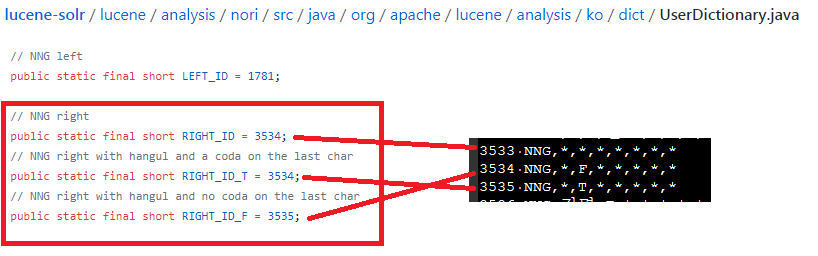 lucene-solr / lucene / analysis / nori / src / java / org / apache / lucene / analysis / ko / dict / UserDictionary.java
// NNG left
public static final short LEFT_ID = 1781;
// NNG right
public static final short RIGHT_ID = 3534;
// NNG right with hangul and a coda on the last char
public static final short RIGHT_ID_T = 3534;
// NNG right with hangul and no coda on the last char
public static final short RIGHT_ID_F = 3535;
3533·NNG,*,*,*,*,*,*,*
3534·NNG,*,F,*,*,*,*,*
3535·NNG,*,T,*,*,*,*,*